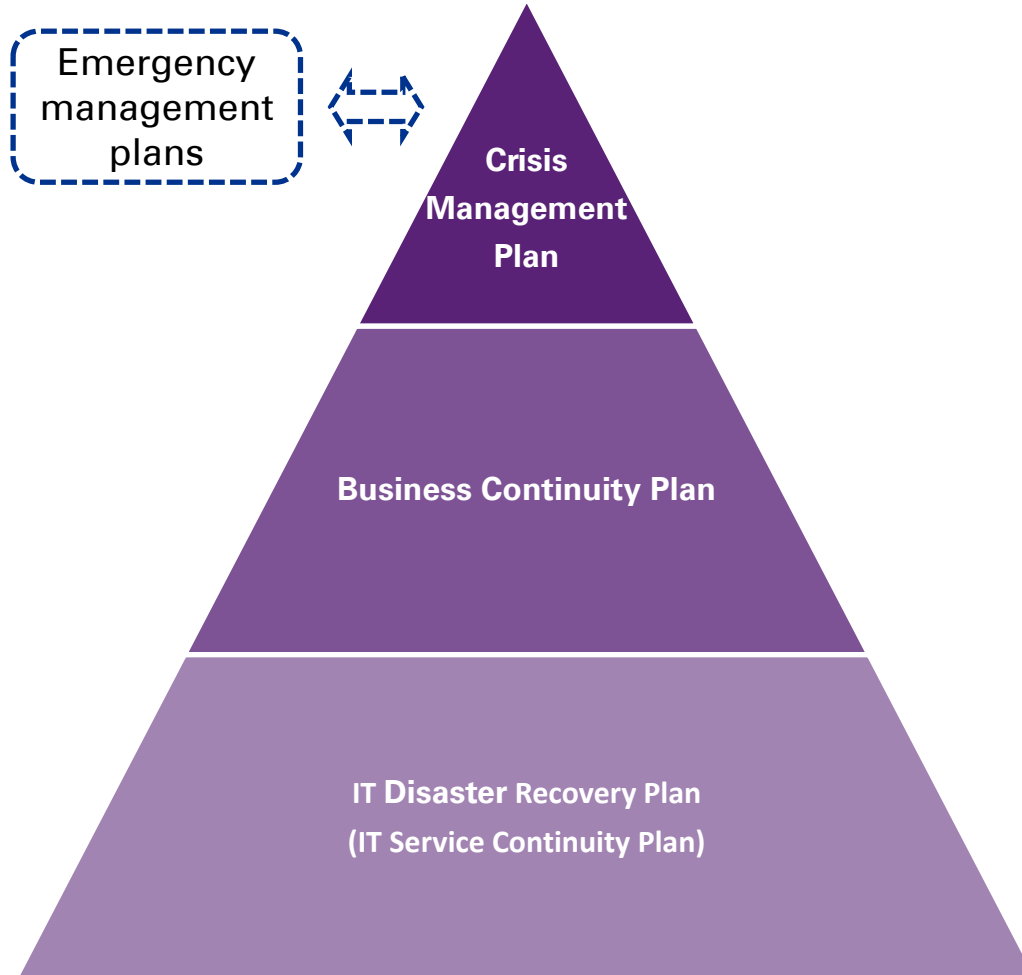 Emergency
management
plans
Crisis
Management
Plan
Business Continuity Plan
IT Disaster Recovery Plan
(IT Service Continuity Plan)